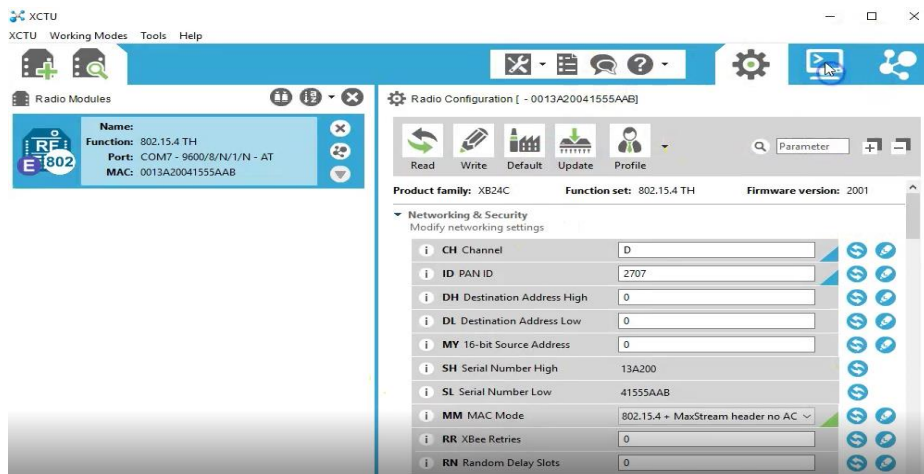 XCTU
XCTU Working Modes Tools Help
Radio Modules
Name:
Function: 802.15.4 TH
Port: COM7 - 9600/8/N/1/N - AT
MAC: 0013A20041555AAB
RF
E 802
Radio Configuration [ - 0013A20041555AAB]
Read Write Default Update Profile
Parameter
Product family: XB24C Function set: 802.15.4 TH Firmware version: 2001
Networking & Security
Modify networking settings
i CH Channel D
i ID PAN ID 2707
i DH Destination Address High 0
i DL Destination Address Low 0
i MY 16-bit Source Address 0
i SH Serial Number High 13A200
i SL Serial Number Low 41555AAB
i MM MAC Mode 802.15.4 + MaxStream header no AC
i RR XBee Retries 0
i RN Random Delay Slots 0